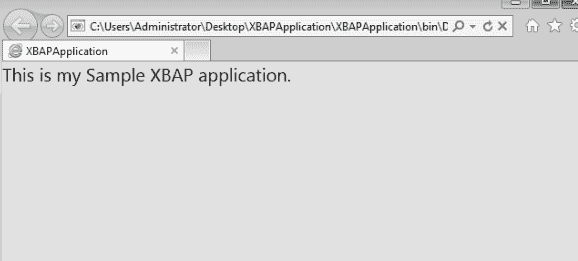 C:\Users\Administrator\Desktop\XBAPApplication\XBAPApplication\bin\D
XBAPApplication
This is my Sample XBAP application.